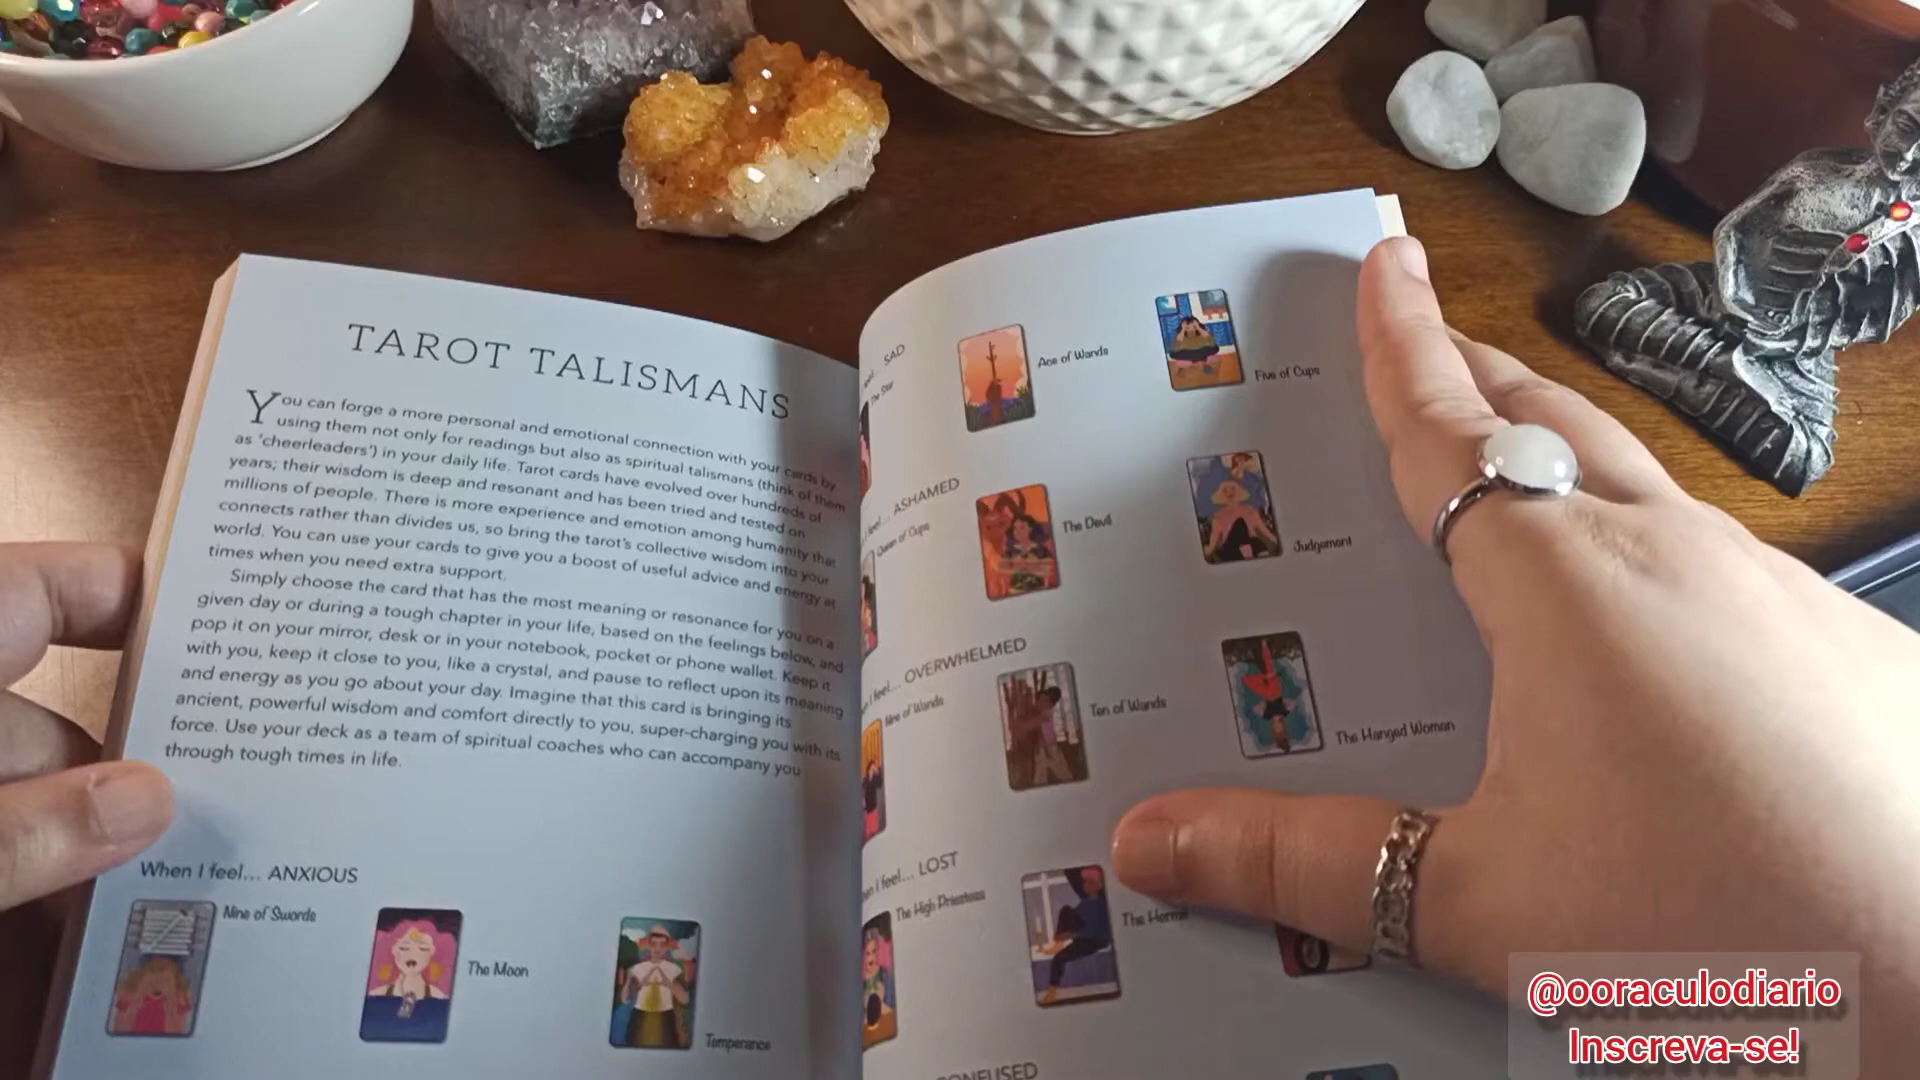 TAROT TALISMANS
You can forge a more personal and emotional connection with your cards by
using them not only for readings but also as spiritual talismans (think of them
as 'cheerleaders') in your daily life. Tarot cards have evolved over hundreds of
years; their wisdom is deep and resonant and has been tried and tested on
millions of people. There is more experience and emotion among humanity that
connects rather than divides us, so bring the tarot's collective wisdom into your
world. You can use your cards to give you a boost of useful advice and energy at
times when you need extra support.
Simply choose the card that has the most meaning or resonance for you on a
given day or during a tough chapter in your life, based on the feelings below, and
pop it on your mirror, desk or in your notebook, pocket or phone wallet. Keep it
with you, keep it close to you, like a crystal, and pause to reflect upon its meaning
and energy as you go about your day. Imagine that this card is bringing its
ancient, powerful wisdom and comfort directly to you, super-charging you with its
force. Use your deck as a team of spiritual coaches who can accompany you
through tough times in life.
When I feel... ANXIOUS
Nine of Swords
The Moon
Temperance
feel... SAD
The Star
Ace of Wands
Five of Cups
feel... ASHAMED
Queen of Cups
The Devil
Judgement
I feel... OVERWHELMED
Nine of Wands
Ten of Wands
The Hanged Woman
I feel... LOST
The High Priestess
The Hermit
CONFUSED
@ooraculodiario
Inscreva-se!